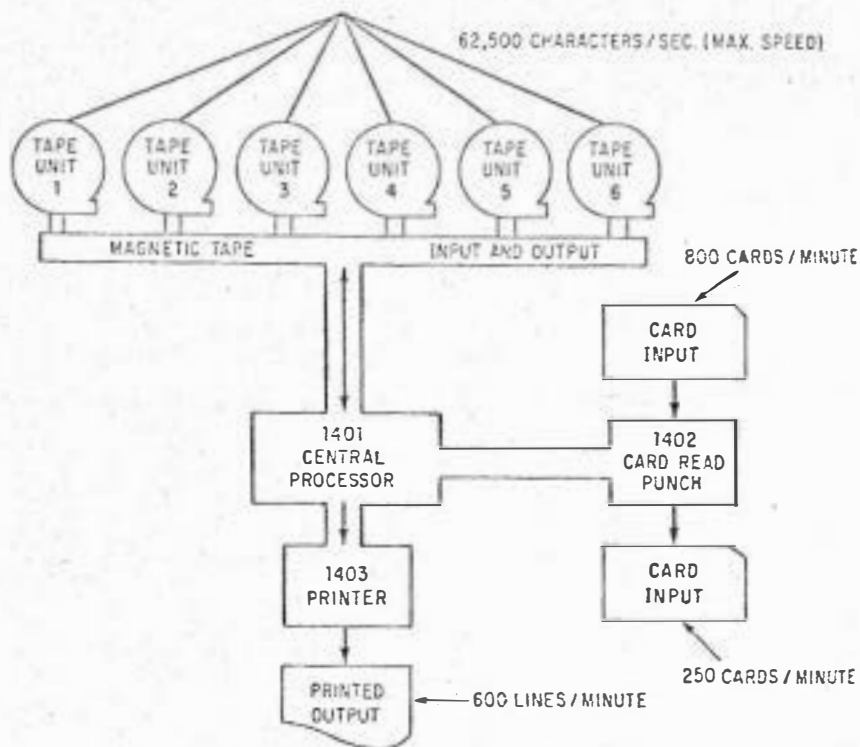 62,500 CHARACTERS / SEC. (MAX. SPEED)
TAPE
UNIT
1
TAPE
UNIT
2
TAPE
UNIT
3
TAPE
UNIT
4
TAPE
UNIT
5
TAPE
UNIT
6
MAGNETIC TAPE
INPUT AND OUTPUT
800 CARDS / MINUTE
CARD
INPUT
1401
CENTRAL
PROCESSOR
1402
CARD READ
PUNCH
1403
PRINTER
CARD
INPUT
250 CARDS / MINUTE
PRINTED
OUTPUT
600 LINES / MINUTE